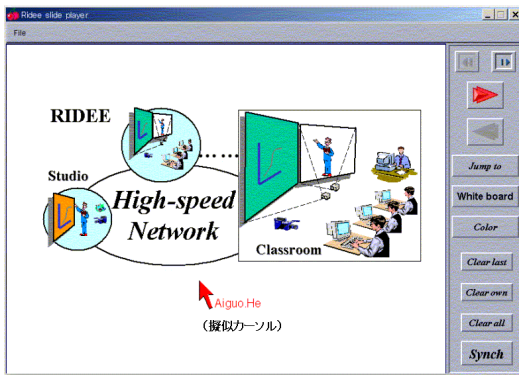 Ridee slide player
File
RIDEE
Studio
High-speed
Network
Classroom
Aiguo.He
(擬似カーソル)
Jump to
White board
Color
Clear last
Clear own
Clear all
Synch